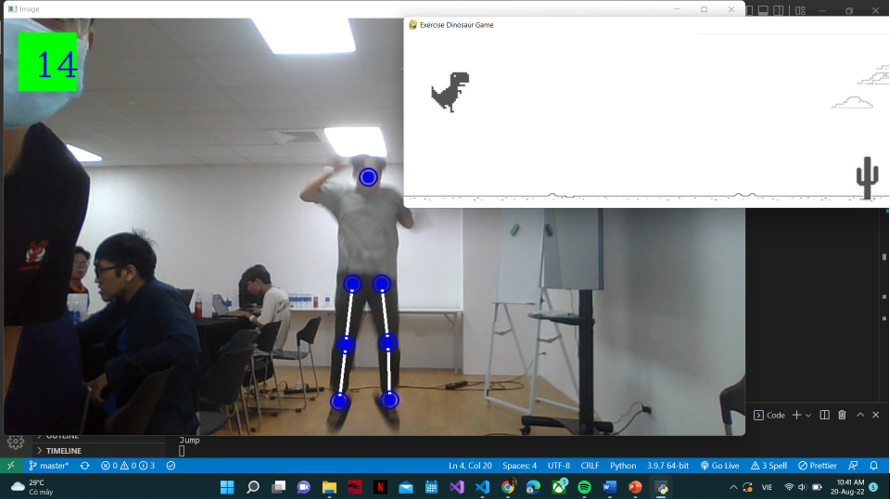 Image
14
Exercise Dinosaur Game
Code
OUTLINE
TIMELINE
Jump
master*
0
0
3
Ln 4, Col 20
Spaces: 4
UTF-8
CRLF
Python
3.9.7 64-bit
Go Live
3 Spell
Prettier
29°C
Có mây
VIE
10:41 AM
20-Aug-22
5